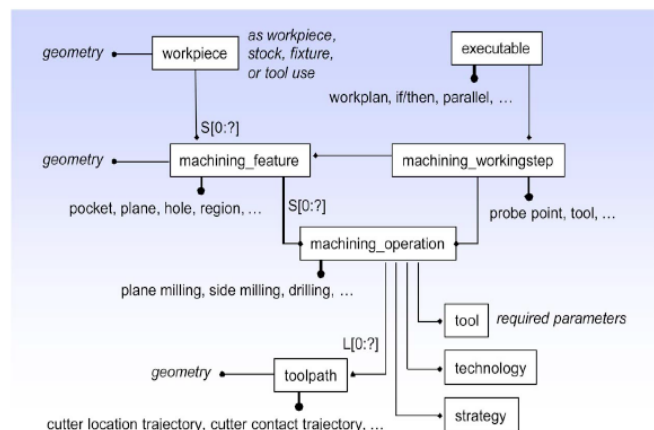 geometry
workpiece
as workpiece,
stock, fixture,
or tool use
executable
workplan, if/then, parallel, …
S[0:?]
geometry
machining_feature
machining_workingstep
pocket, plane, hole, region, …
S[0:?]
probe point, tool, …
machining_operation
plane milling, side milling, drilling, …
tool
required parameters
L[0:?]
geometry
toolpath
technology
cutter location trajectory, cutter contact trajectory, …
strategy